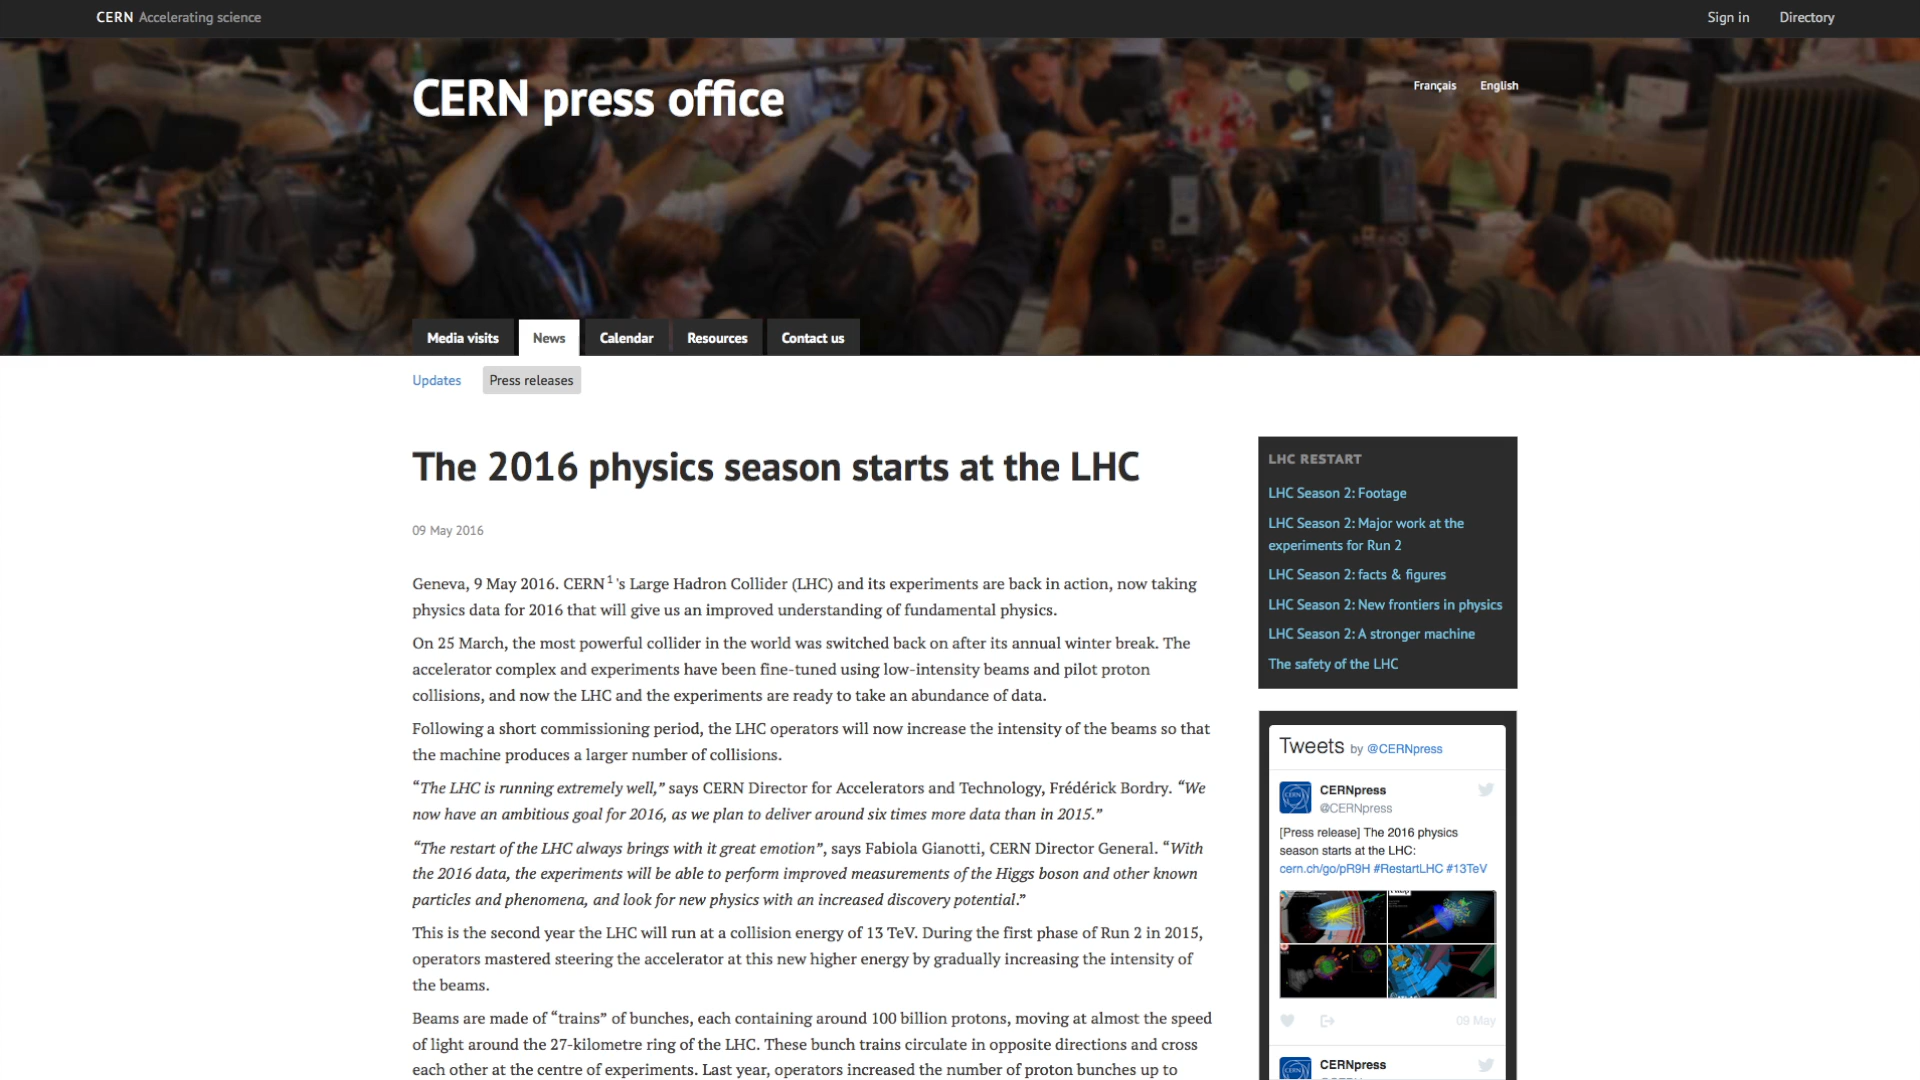 CERN Accelerating science
Sign in
Directory
CERN press office
Français
English
Media visits
News
Calendar
Resources
Contact us
Updates
Press releases
The 2016 physics season starts at the LHC
09 May 2016
Geneva, 9 May 2016. CERN1's Large Hadron Collider (LHC) and its experiments are back in action, now taking
physics data for 2016 that will give us an improved understanding of fundamental physics.
On 25 March, the most powerful collider in the world was switched back on after its annual winter break. The
accelerator complex and experiments have been fine-tuned using low-intensity beams and pilot proton
collisions, and now the LHC and the experiments are ready to take an abundance of data.
Following a short commissioning period, the LHC operators will now increase the intensity of the beams so that
the machine produces a larger number of collisions.
“The LHC is running extremely well,” says CERN Director for Accelerators and Technology, Frédérick Bordry. “We
now have an ambitious goal for 2016, as we plan to deliver around six times more data than in 2015.”
“The restart of the LHC always brings with it great emotion”, says Fabiola Gianotti, CERN Director General. “With
the 2016 data, the experiments will be able to perform improved measurements of the Higgs boson and other known
particles and phenomena, and look for new physics with an increased discovery potential.”
This is the second year the LHC will run at a collision energy of 13 TeV. During the first phase of Run 2 in 2015,
operators mastered steering the accelerator at this new higher energy by gradually increasing the intensity of
the beams.
Beams are made of “trains” of bunches, each containing around 100 billion protons, moving at almost the speed
of light around the 27-kilometre ring of the LHC. These bunch trains circulate in opposite directions and cross
each other at the centre of experiments. Last year, operators increased the number of proton bunches up to
LHC RESTART
LHC Season 2: Footage
LHC Season 2: Major work at the
experiments for Run 2
LHC Season 2: facts & figures
LHC Season 2: New frontiers in physics
LHC Season 2: A stronger machine
The safety of the LHC
Tweets by @CERNpress
CERNpress
@CERNpress
[Press release] The 2016 physics
season starts at the LHC:
cern.ch/go/pR9H #RestartLHC #13TeV
09 May
CERNpress